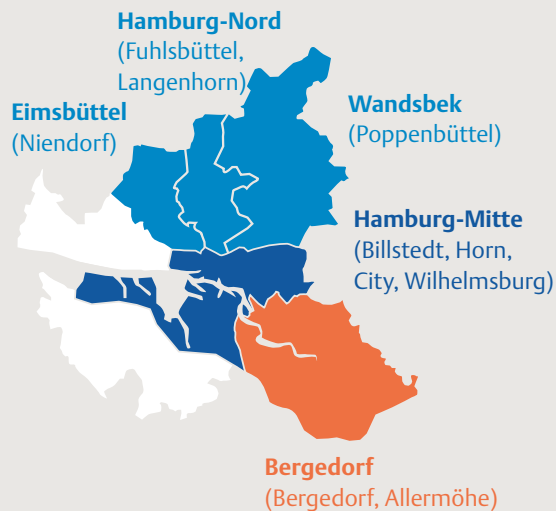 Hamburg-Nord
(Fuhlsbüttel,
Langenhorn)
Eimsbüttel
(Niendorf)
Wandsbek
(Poppenbüttel)
Hamburg-Mitte
(Billstedt, Horn,
City, Wilhelmsburg)
Bergedorf
(Bergedorf, Allermöhe)